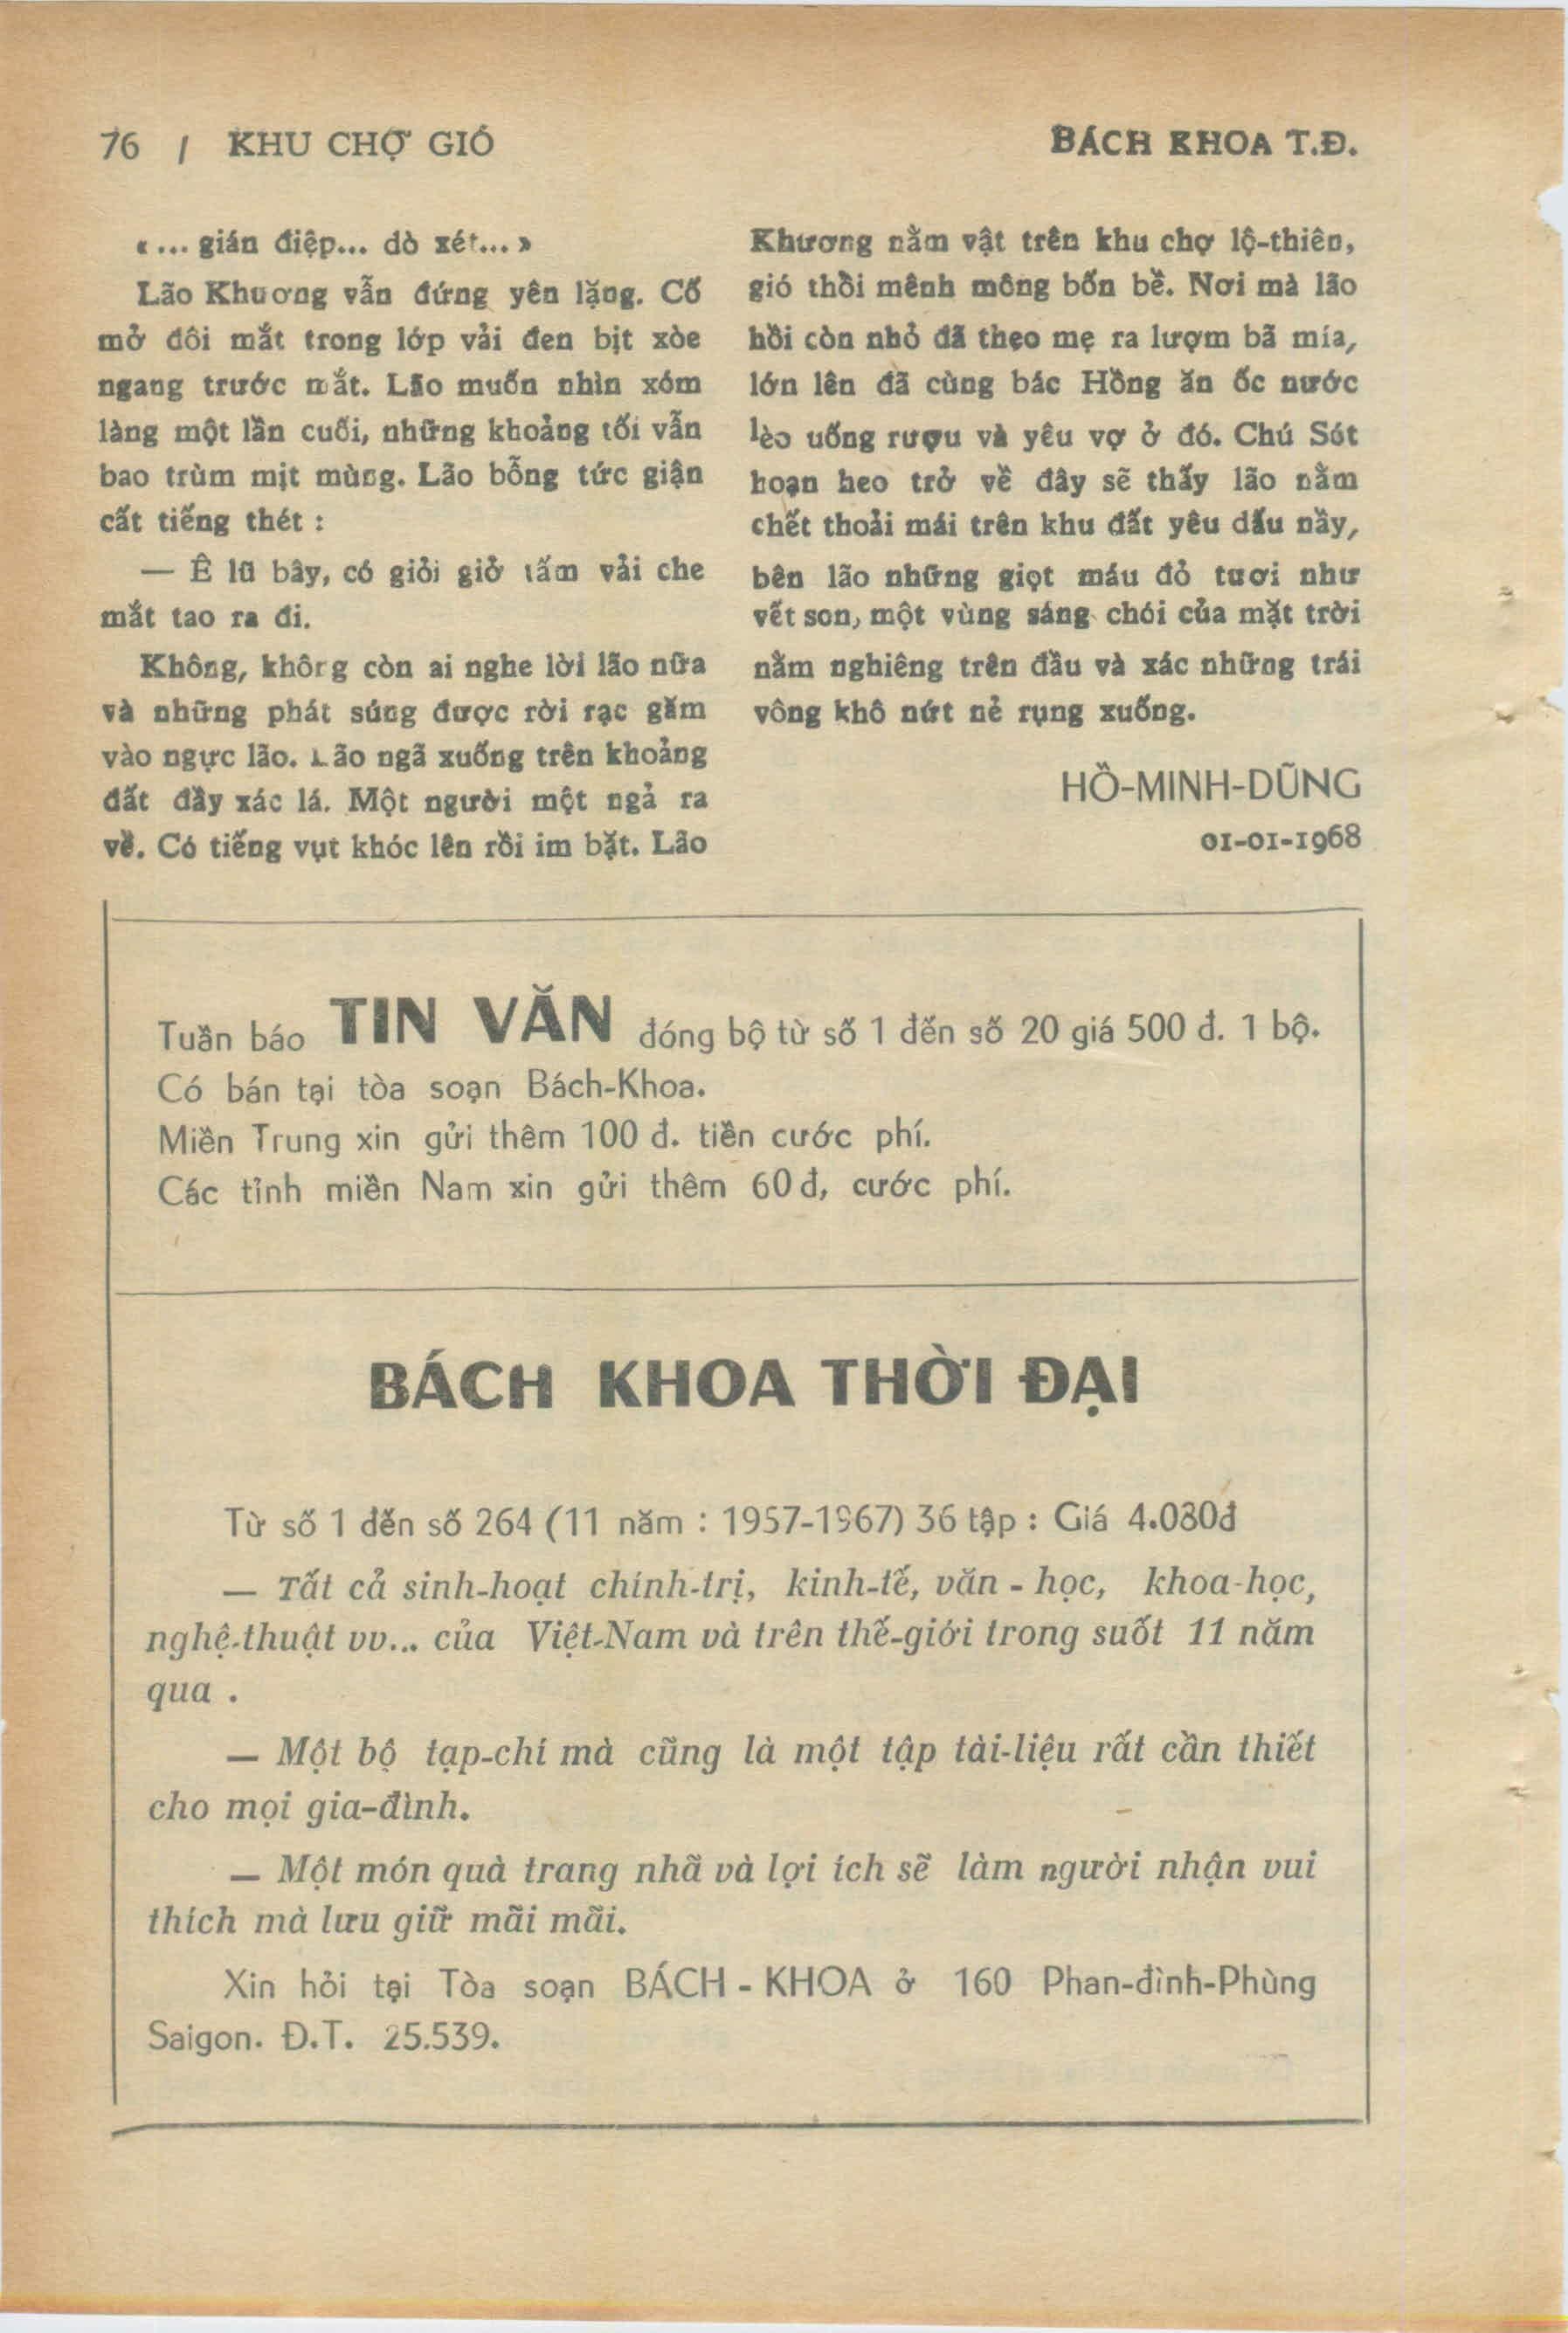 76 / KHU CHỢ GIÓ
BÁCH KHOA T.Đ.
« ... gián điệp... dò xét... »
Lão Khương vẫn đứng yên lặng. Cố
mở đôi mắt trong lớp vải đen bịt xòe
ngang trước mắt. Lão muốn nhìn xóm
làng một lần cuối, những khoảng tối vẫn
bao trùm mịt mùng. Lão bỗng tức giận
cất tiếng thét :
— Ê lũ bây, có giỏi giở tấm vải che
mắt tao ra đi.
Không, không còn ai nghe lời lão nữa
và những phát súng được rời rạc găm
vào ngực lão. Lão ngã xuống trên khoảng
đất đầy xác lá. Một người một ngả ra
về. Có tiếng vụt khóc lên rồi im bặt. Lão
Khương nằm vật trên khu chợ lộ-thiên,
gió thổi mênh mông bốn bề. Nơi mà lão
hồi còn nhỏ đã theo mẹ ra lượm bã mía,
lớn lên đã cùng bác Hồng ăn ốc nước
lèo uống rượu và yêu vợ ở đó. Chú Sót
hoạn heo trở về đây sẽ thấy lão nằm
chết thoải mái trên khu đất yêu dấu nầy,
bên lão những giọt máu đỏ tươi như
vết son, một vùng sáng chói của mặt trời
nằm nghiêng trên đầu và xác những trái
vông khô nứt nẻ rụng xuống.
HỒ-MINH-DŨNG
01-01-1968
Tuần báo TIN VĂN đóng bộ từ số 1 đến số 20 giá 500 đ. 1 bộ.
Có bán tại tòa soạn Bách-Khoa.
Miền Trung xin gửi thêm 100 đ. tiền cước phí.
Các tỉnh miền Nam xin gửi thêm 60 đ, cước phí.
BÁCH KHOA THỜI ĐẠI
Từ số 1 đến số 264 (11 năm : 1957-1967) 36 tập : Giá 4.080đ
— Tất cả sinh-hoạt chính-trị, kinh-tế, văn - học, khoa-học,
nghệ-thuật vv... của Việt-Nam và trên thế-giới trong suốt 11 năm
qua .
— Một bộ tạp-chí mà cũng là một tập tài-liệu rất cần thiết
cho mọi gia-đình.
— Một món quà trang nhã và lợi ích sẽ làm người nhận vui
thích mà lưu giữ mãi mãi.
Xin hỏi tại Tòa soạn BÁCH - KHOA ở 160 Phan-đình-Phùng
Saigon. Đ.T. 25.539.